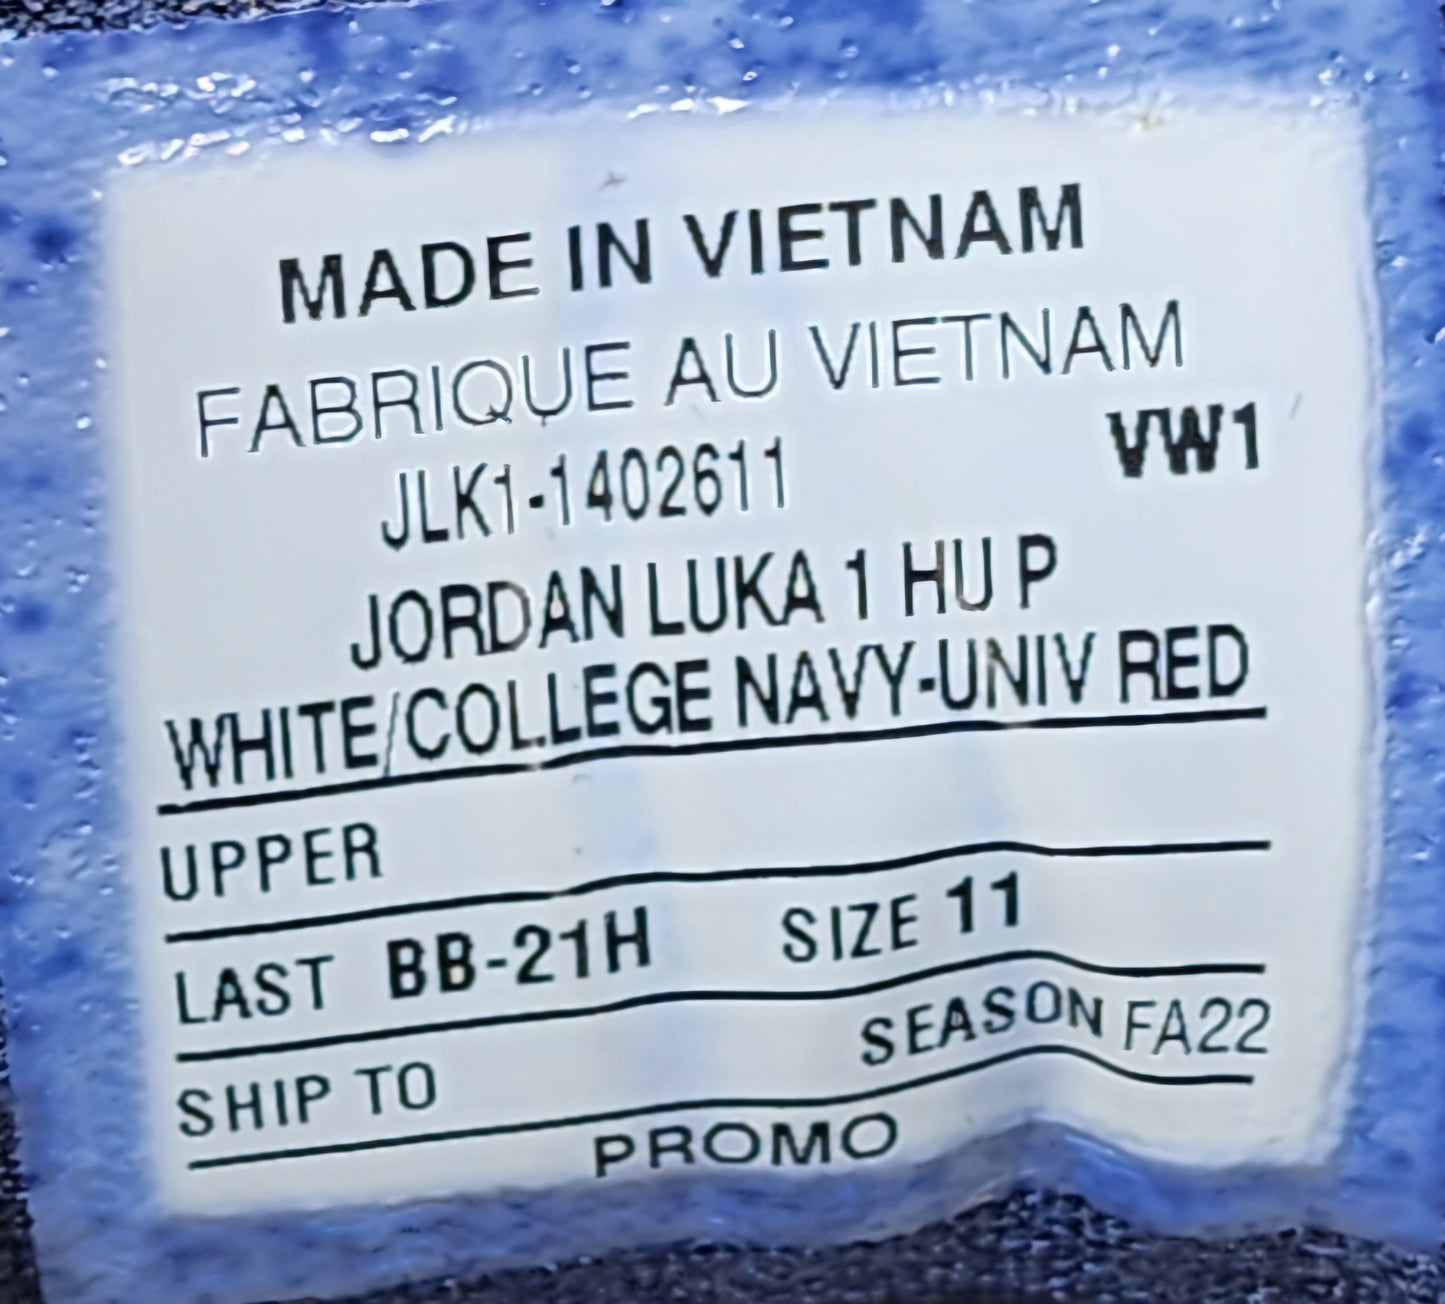 MADE IN VIETNAM
FABRIQUE AU VIETNAM
VW1
JLK1-1402611
JORDAN LUKA 1 HU P
WHITE/COLLEGE NAVY-UNIV RED
UPPER
LAST BB-21H SIZE 11
SHIP TO SEASON FA22
PROMO